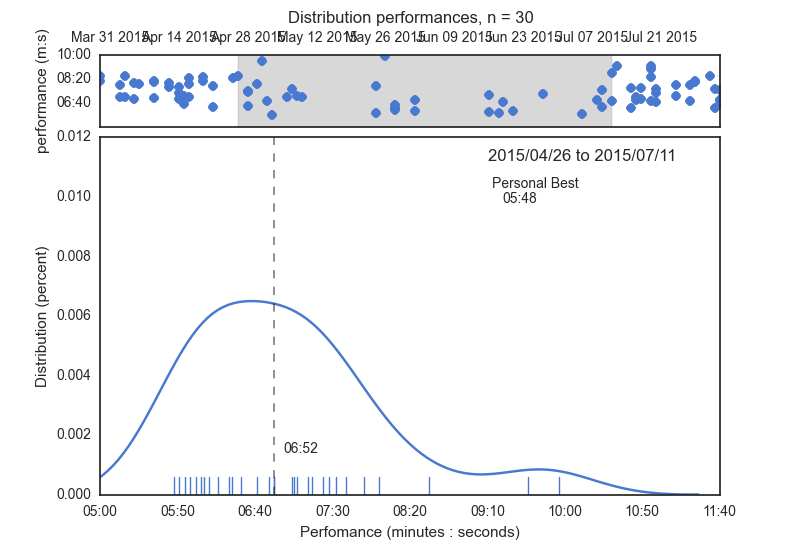 Distribution performances, n = 30
Mar 31 2015 Apr 14 2015 Apr 28 2015 May 12 2015 May 26 2015 Jun 09 2015 Jun 23 2015 Jul 07 2015 Jul 21 2015
performance (m:s)
10:00
08:20
06:40
0.012
0.010
0.008
0.006
0.004
0.002
0.000
Distribution (percent)
2015/04/26 to 2015/07/11
Personal Best
05:48
06:52
05:00 05:50 06:40 07:30 08:20 09:10 10:00 10:50 11:40
Perfomance (minutes : seconds)